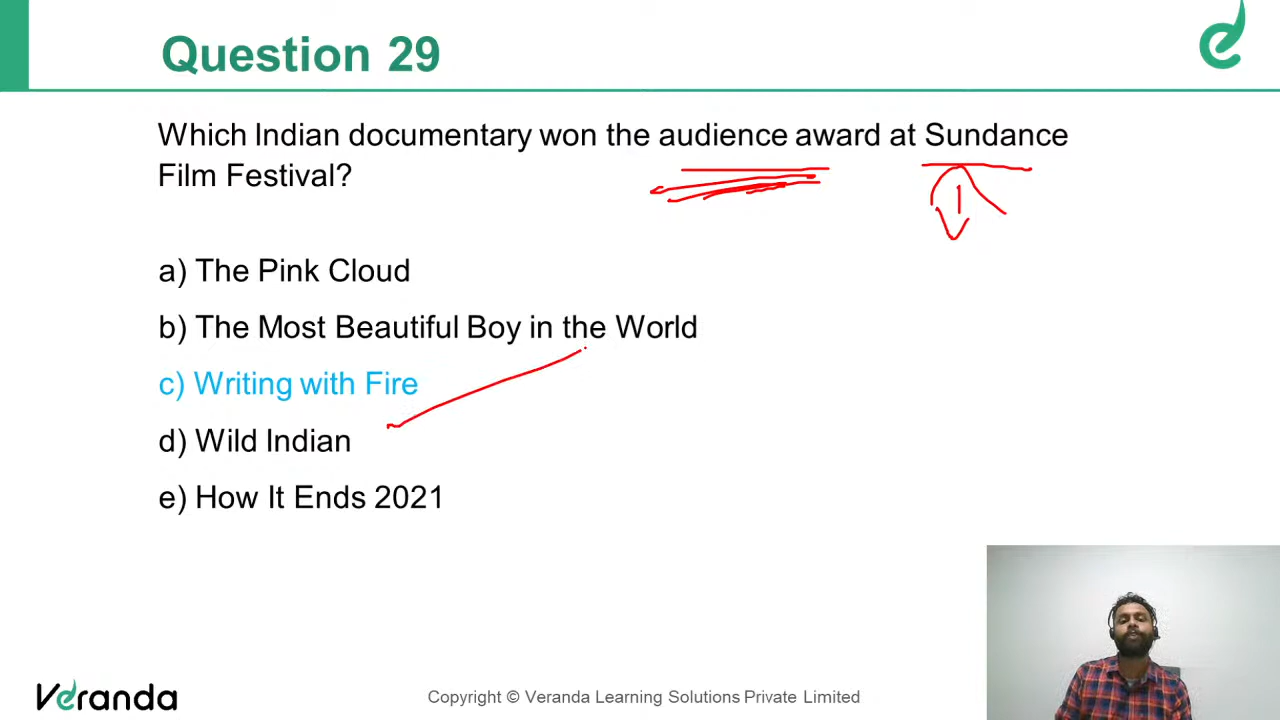 Question 29
Which Indian documentary won the audience award at Sundance
Film Festival?
a) The Pink Cloud
b) The Most Beautiful Boy in the World
c) Writing with Fire
d) Wild Indian
e) How It Ends 2021
Veranda
Copyright © Veranda Learning Solutions Private Limited